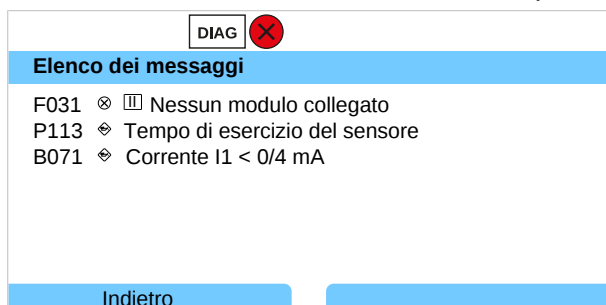 DIAG
Elenco dei messaggi
F031 ⊗ II Nessun modulo collegato
P113 Tempo di esercizio del sensore
B071 Corrente I1 < 0/4 mA
Indietro